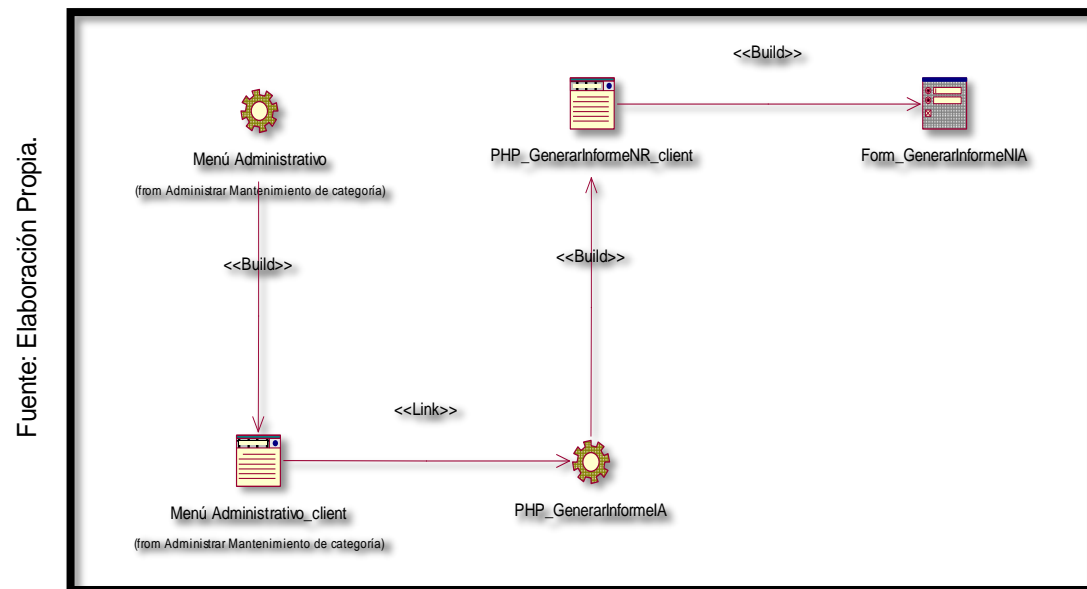 Fuente: Elaboración Propia.
<<Build>>
Menú Administrativo
(from Administrar Mantenimiento de categoría)
PHP_GenerarInformeNR_client
Form_GenerarInformeNIA
<<Build>>
<<Build>>
<<Link>>
Menú Administrativo_client
(from Administrar Mantenimiento de categoría)
PHP_GenerarInformeIA